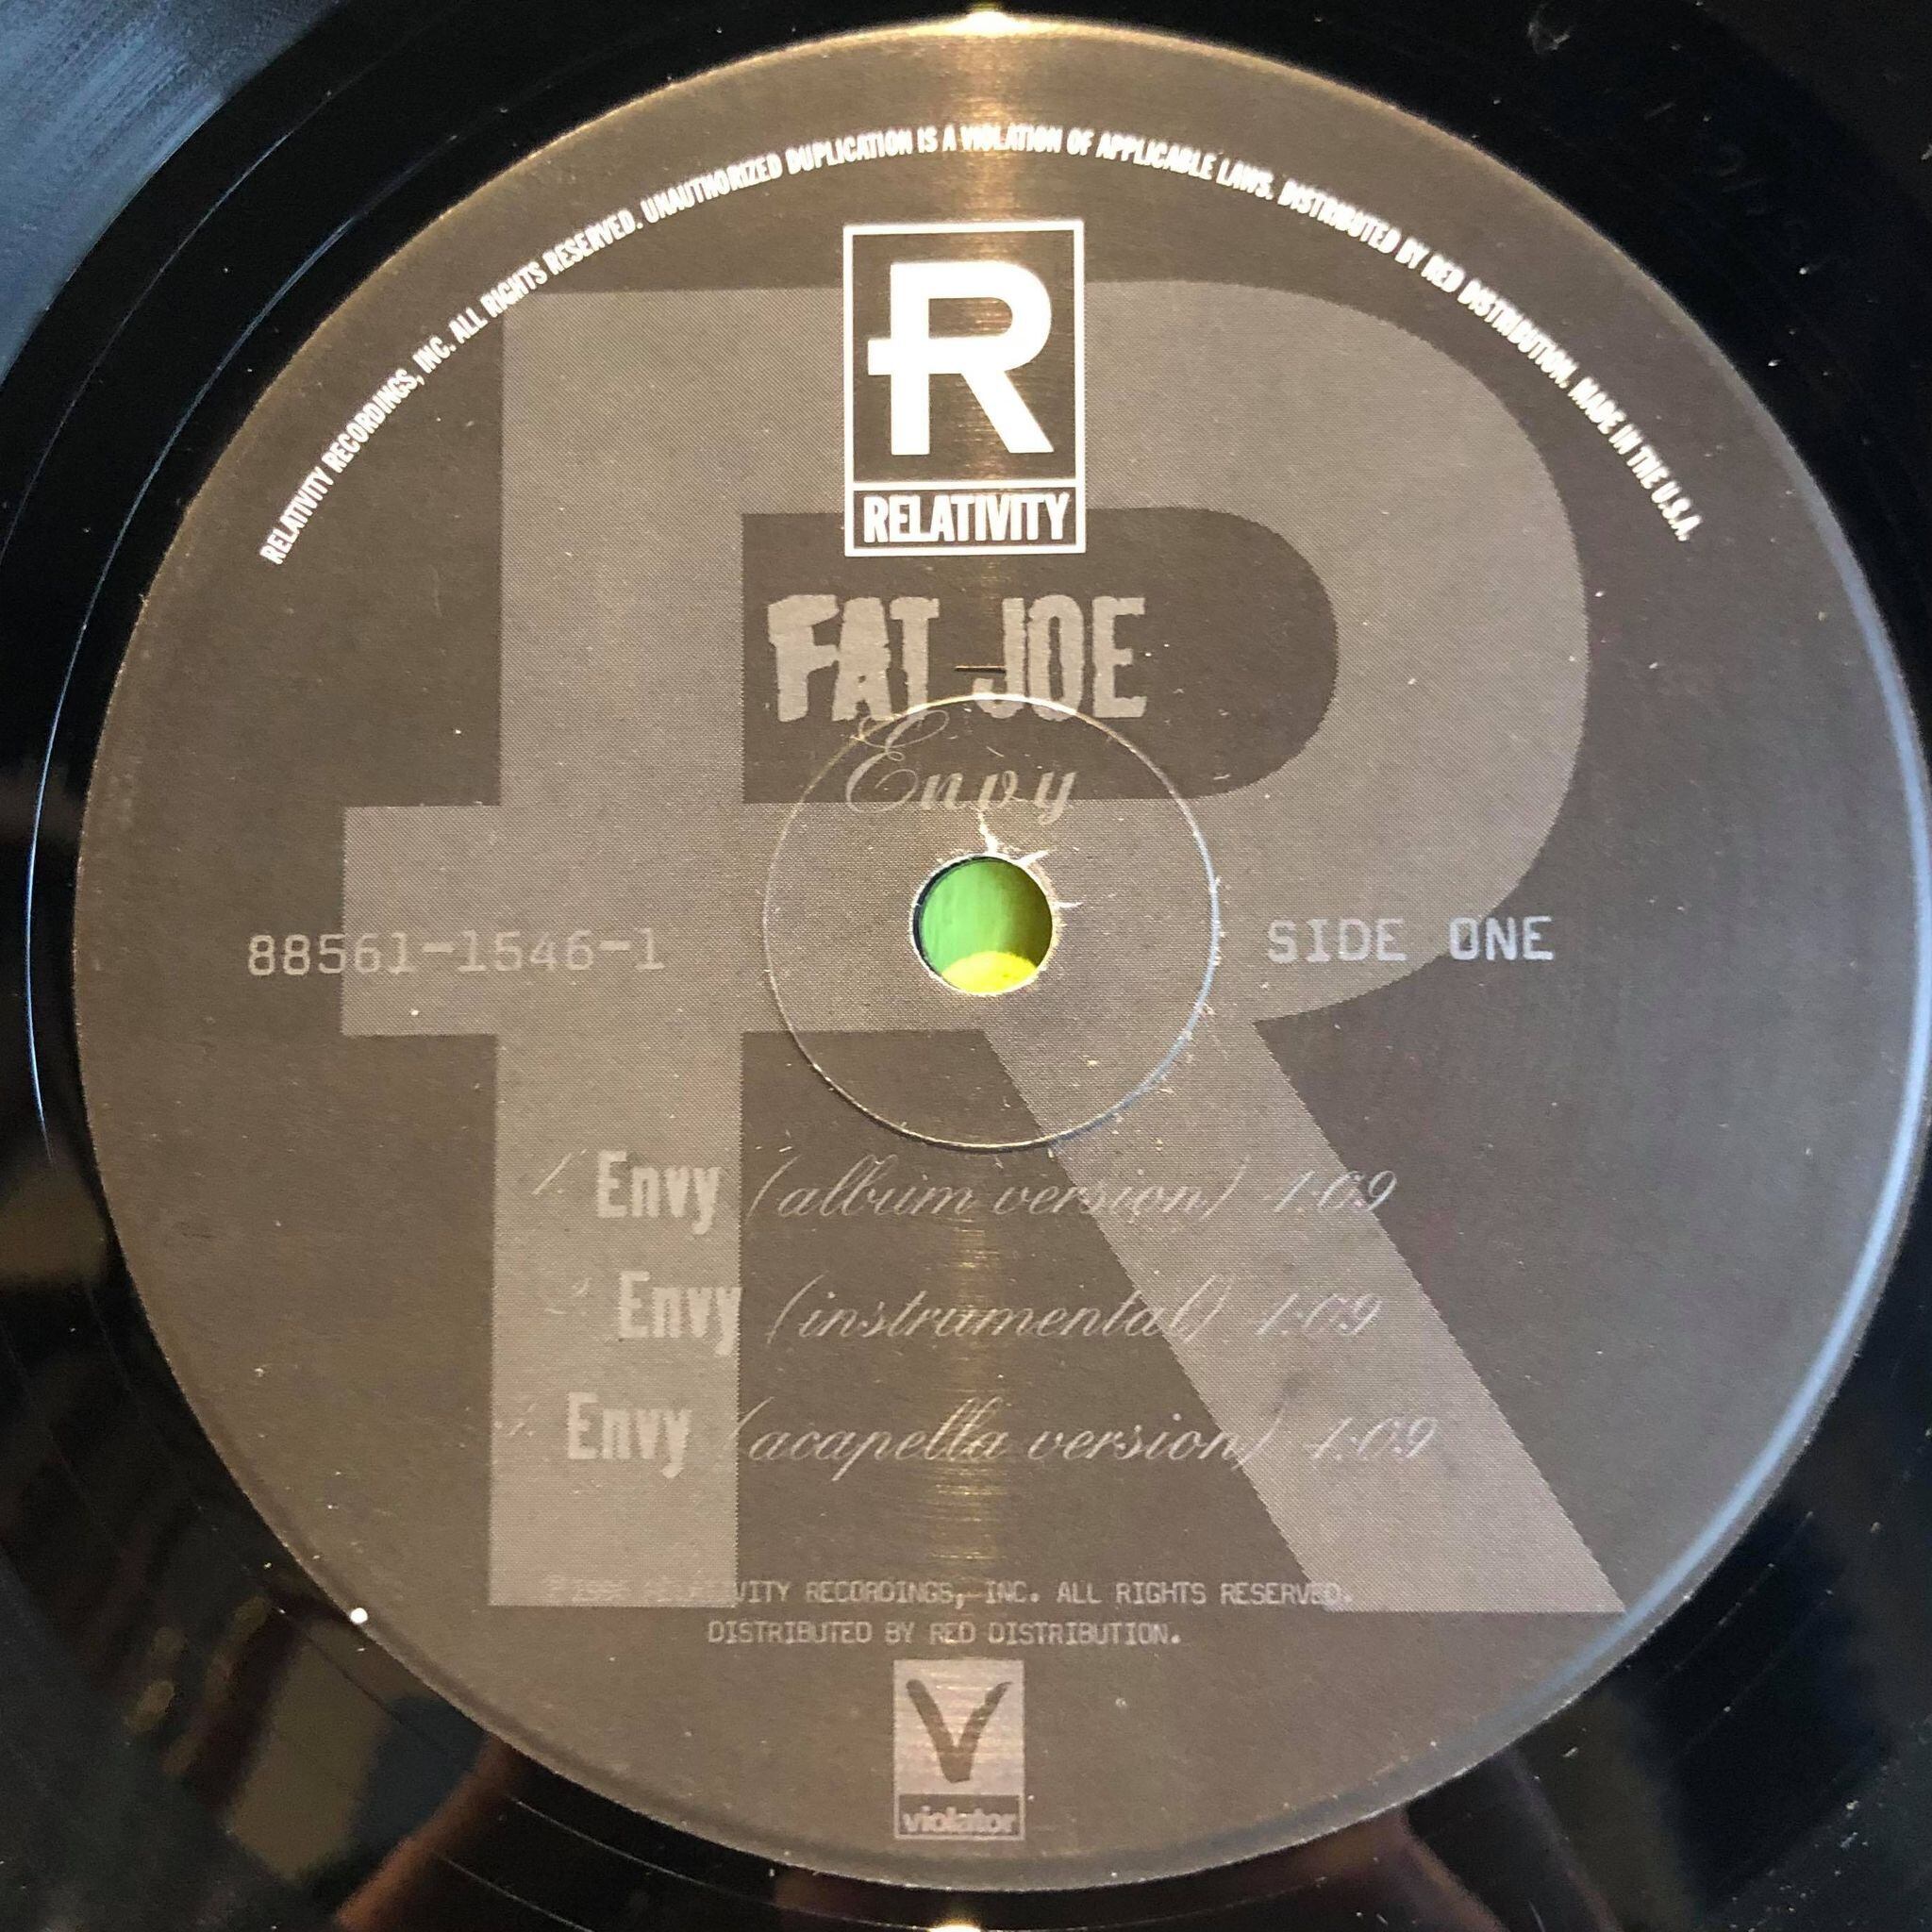 RELATIVITY RECORDINGS, INC. ALL RIGHTS RESERVED. UNAUTHORIZED DUPLICATION IS A VIOLATION OF APPLICABLE LAWS. DISTRIBUTED BY RED DISTRIBUTION. MADE IN THE U.S.A.
R
RELATIVITY
FAT JOE
Envy
88561-1546-1
SIDE ONE
1. Envy (album version) 4:09
2. Envy (instrumental) 4:09
Envy (acapella version) 4:09
RELATIVITY RECORDINGS, INC. ALL RIGHTS RESERVED.
DISTRIBUTED BY RED DISTRIBUTION.
V
violator